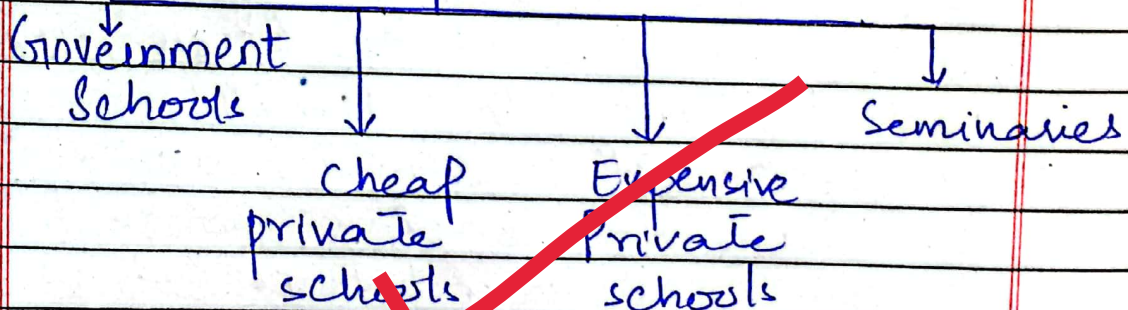 Government
Schools
Seminaries
Cheap
private
schools
Expensive
Private
schools